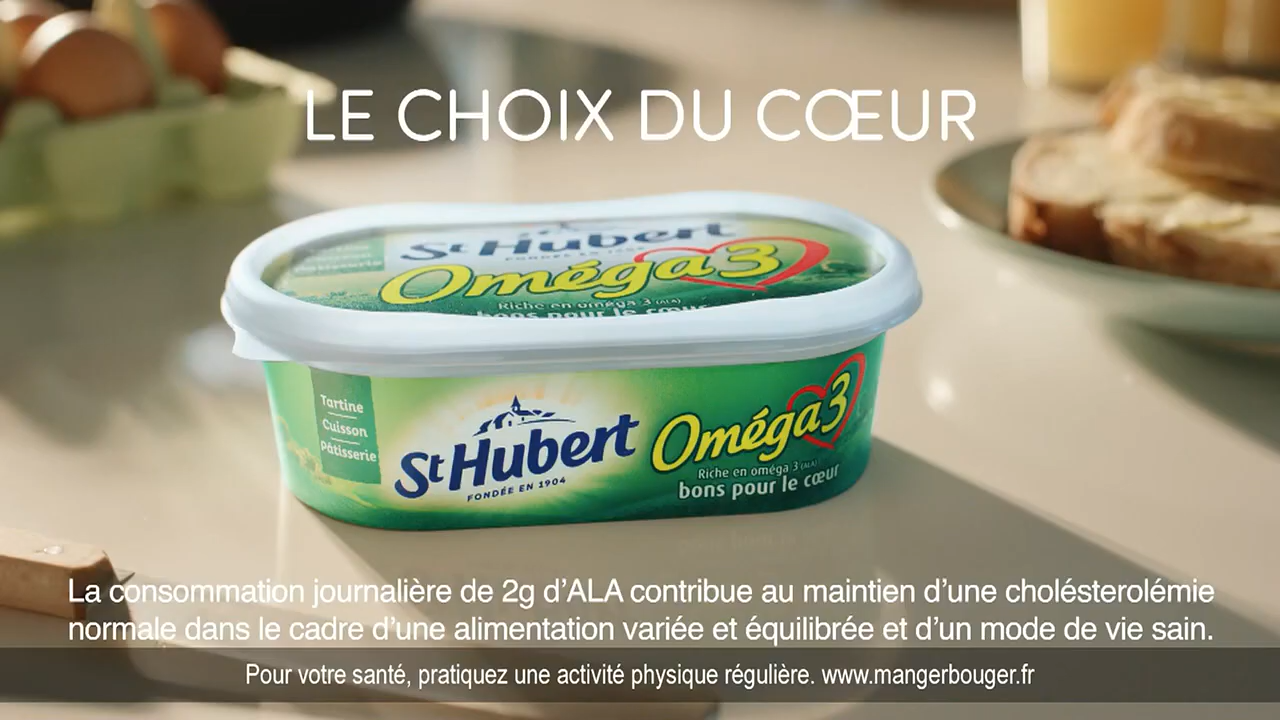 LE CHOIX DU CŒUR
St Hubert
Oméga 3
Riche en oméga 3 (ALA)
bons pour le cœur
Tartine
Cuisson
Pâtisserie
St Hubert
FONDÉE EN 1904
Oméga 3
Riche en oméga 3 (ALA)
bons pour le cœur
La consommation journalière de 2g d’ALA contribue au maintien d’une choléstérolémie
normale dans le cadre d’une alimentation variée et équilibrée et d’un mode de vie sain.
Pour votre santé, pratiquez une activité physique régulière. www.mangerbouger.fr